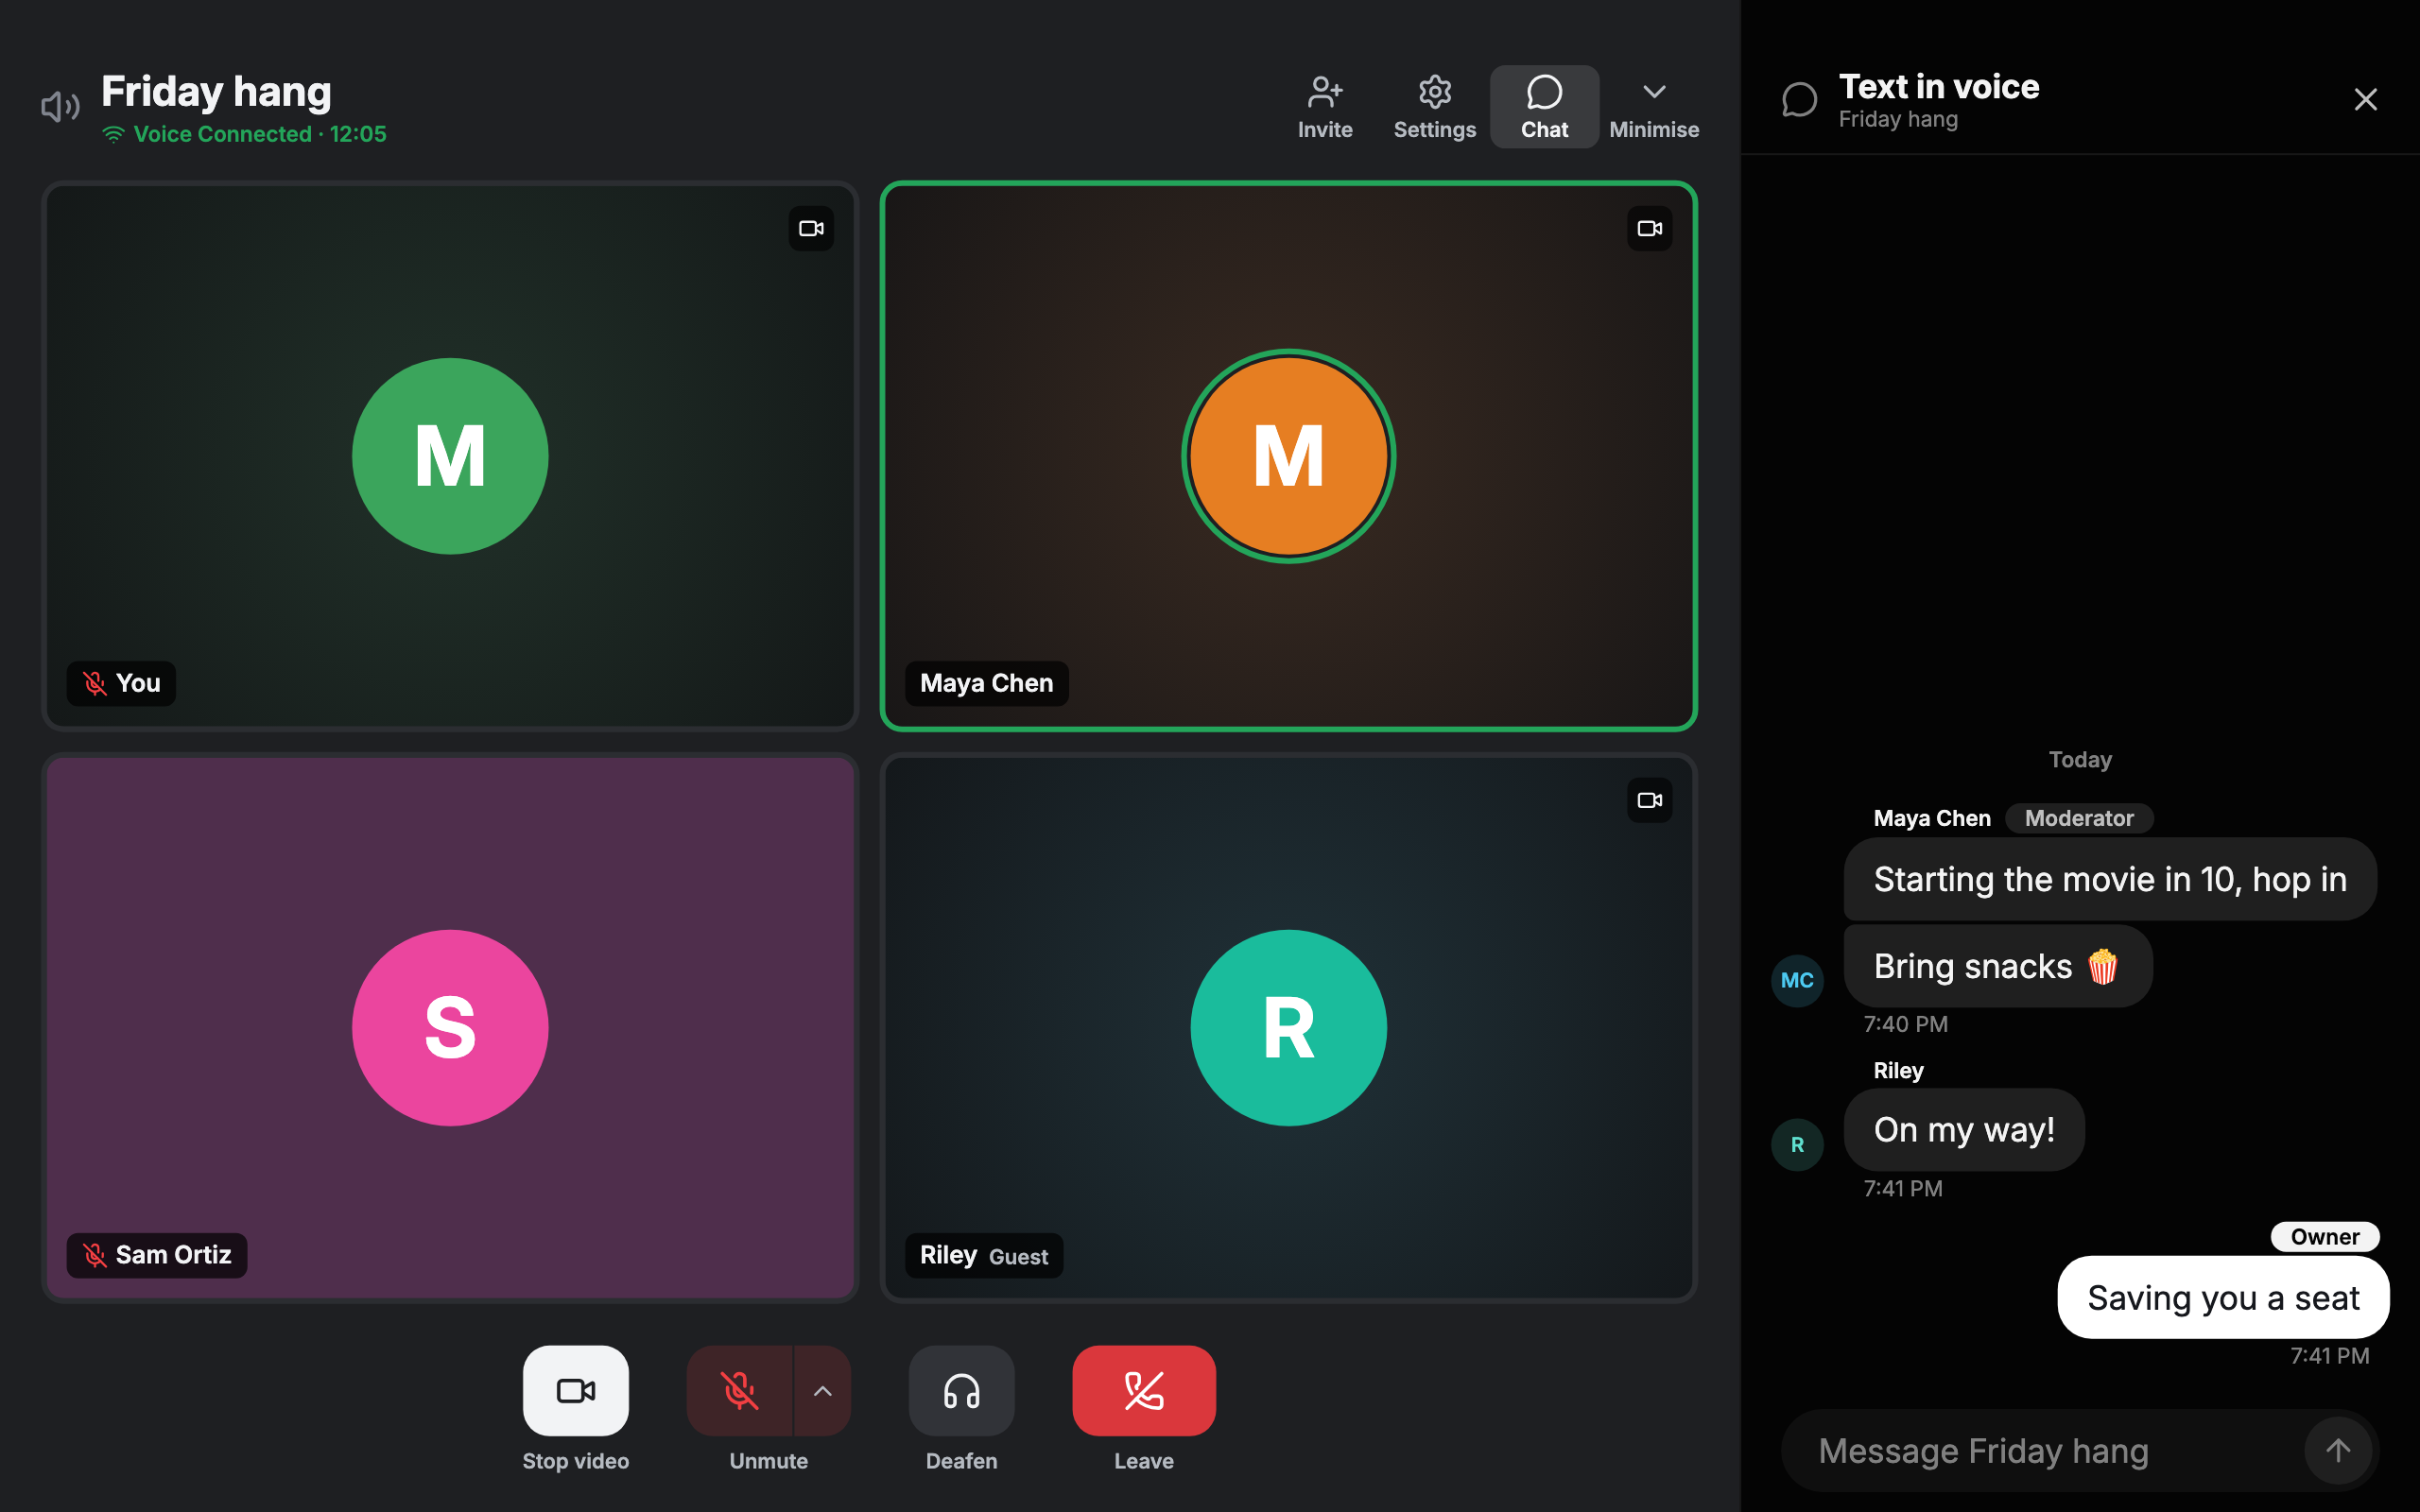 Friday hang
Voice Connected · 12:05
Invite
Settings
Chat
Minimise
M
You
M
Maya Chen
S
Sam Ortiz
R
Riley Guest
Stop video
Unmute
Deafen
Leave
Text in voice
Friday hang
Today
Maya Chen Moderator
Starting the movie in 10, hop in
MC
Bring snacks 🍿
7:40 PM
Riley
R
On my way!
7:41 PM
Owner
Saving you a seat
7:41 PM
Message Friday hang